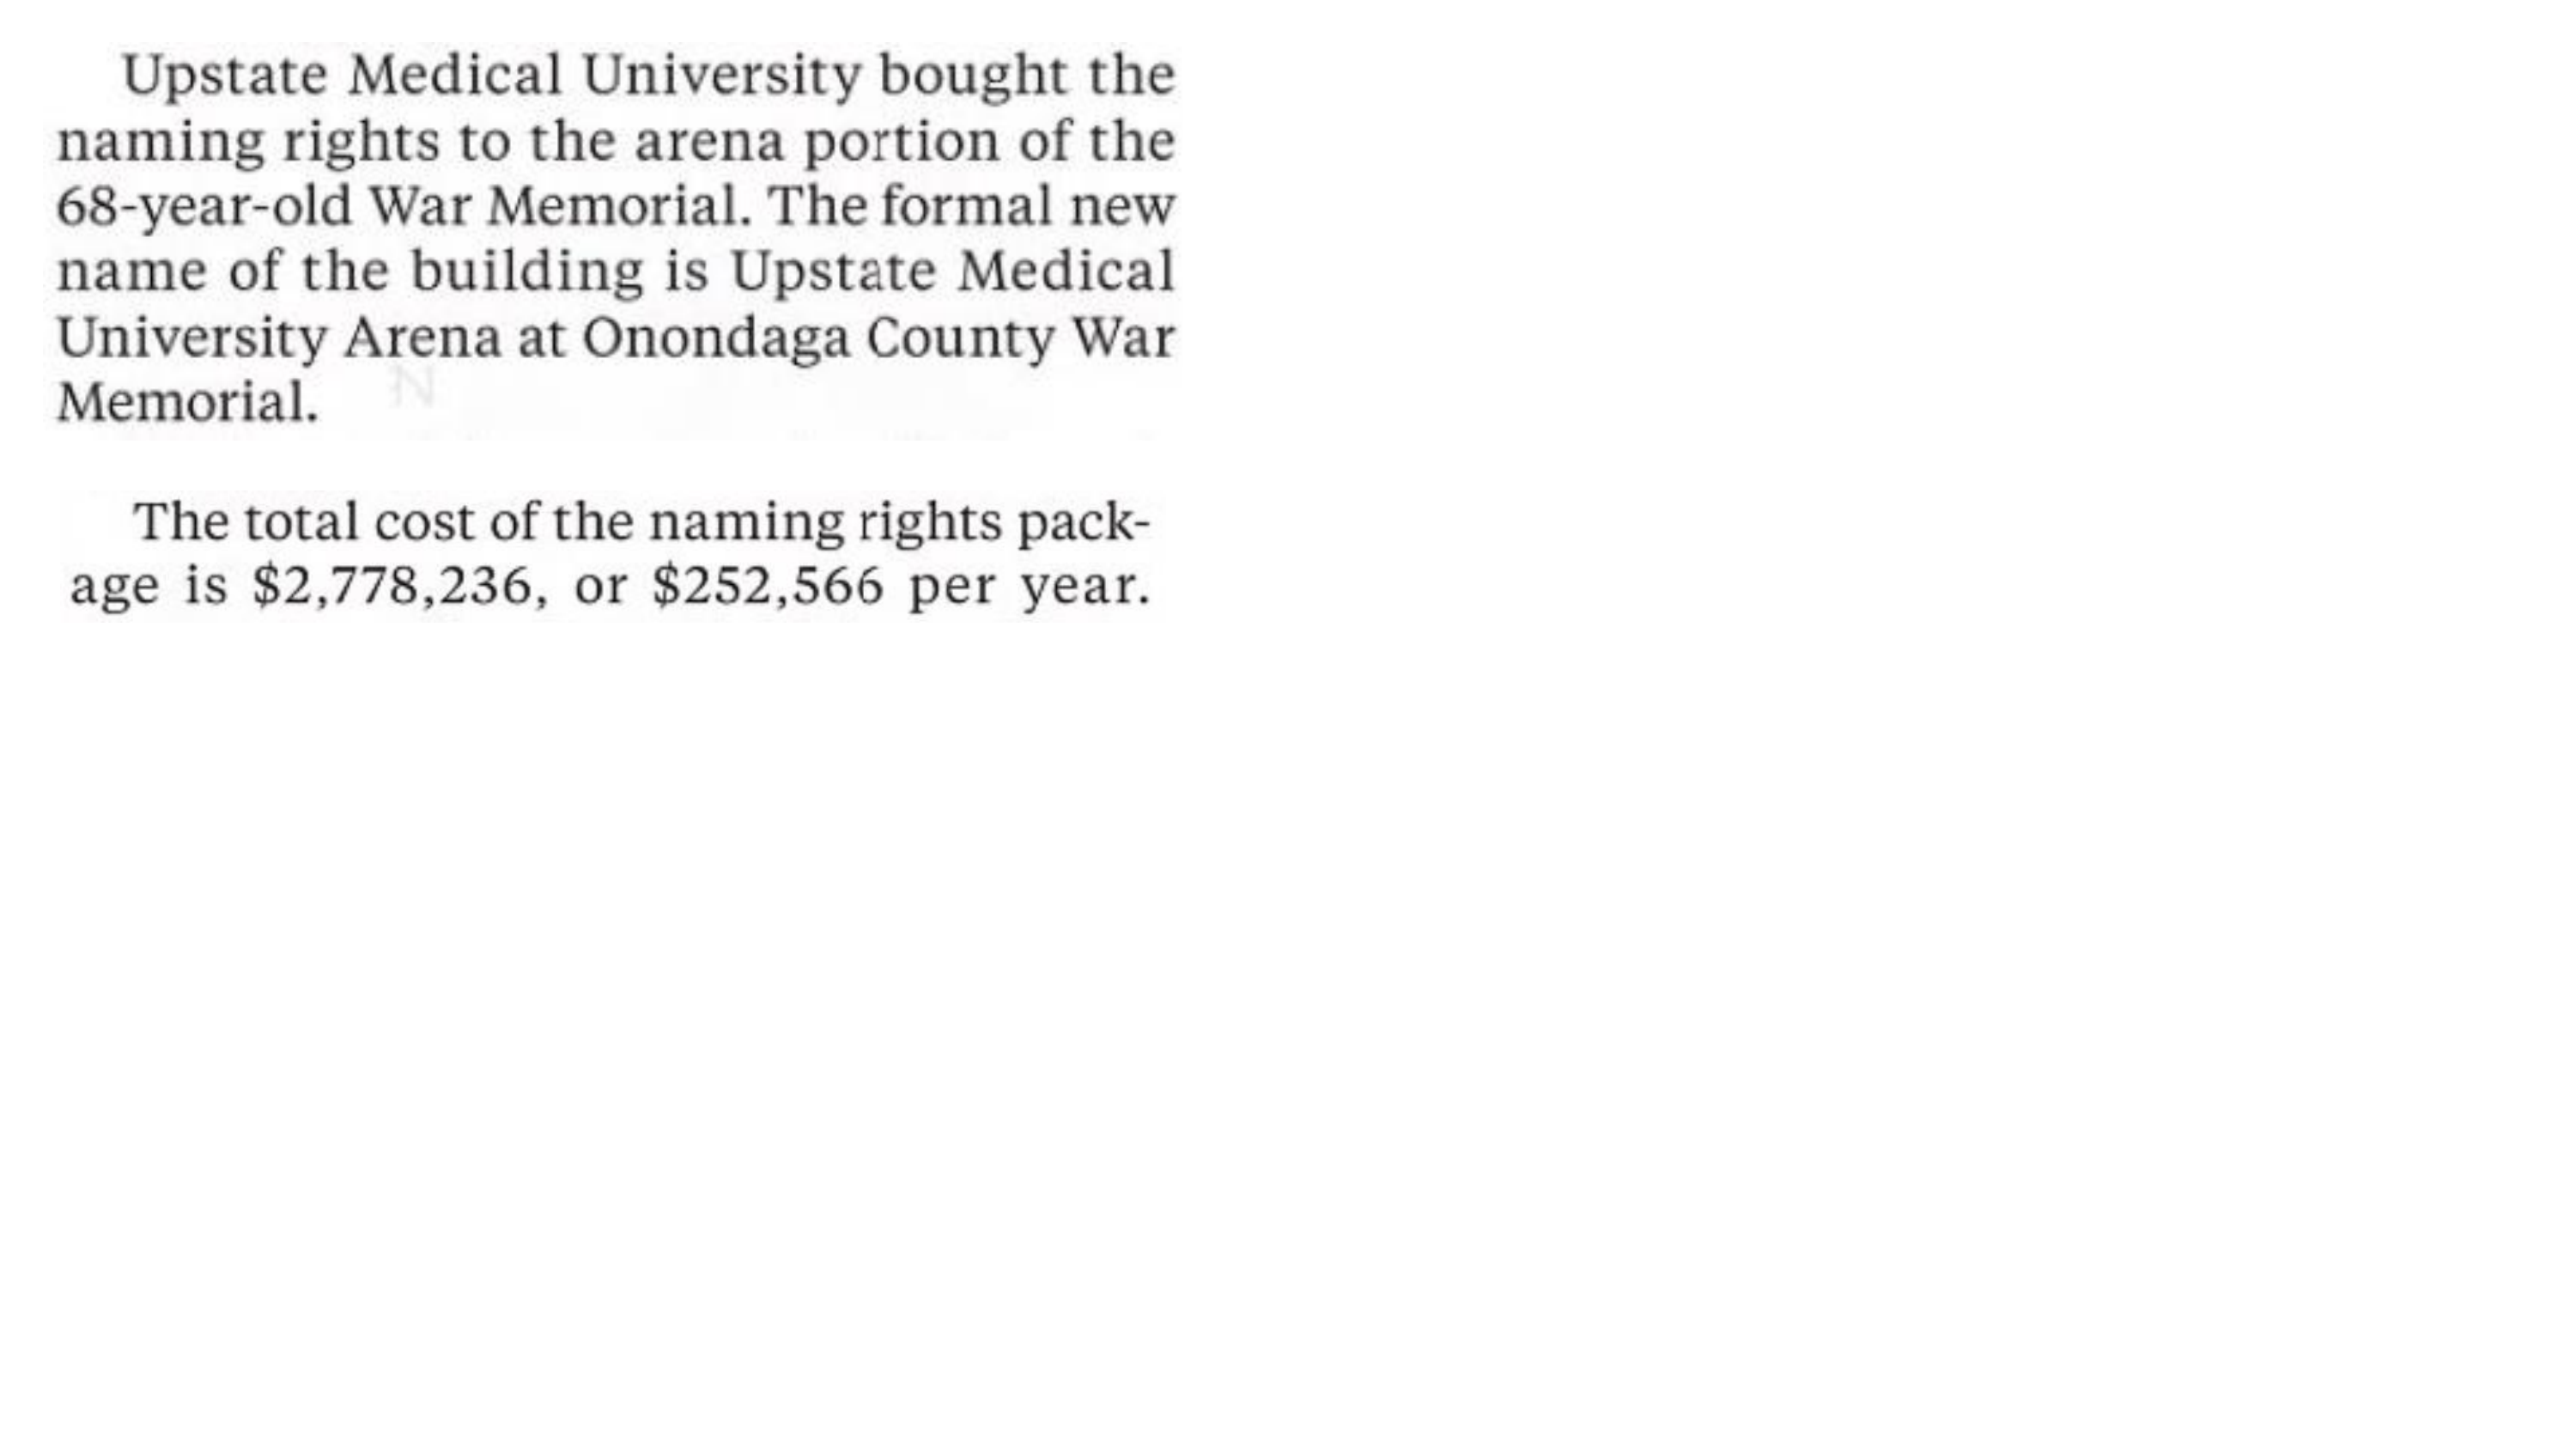 Upstate Medical University bought the
naming rights to the arena portion of the
68-year-old War Memorial. The formal new
name of the building is Upstate Medical
University Arena at Onondaga County War
Memorial.
The total cost of the naming rights pack-
age is $2,778,236, or $252,566 per year.